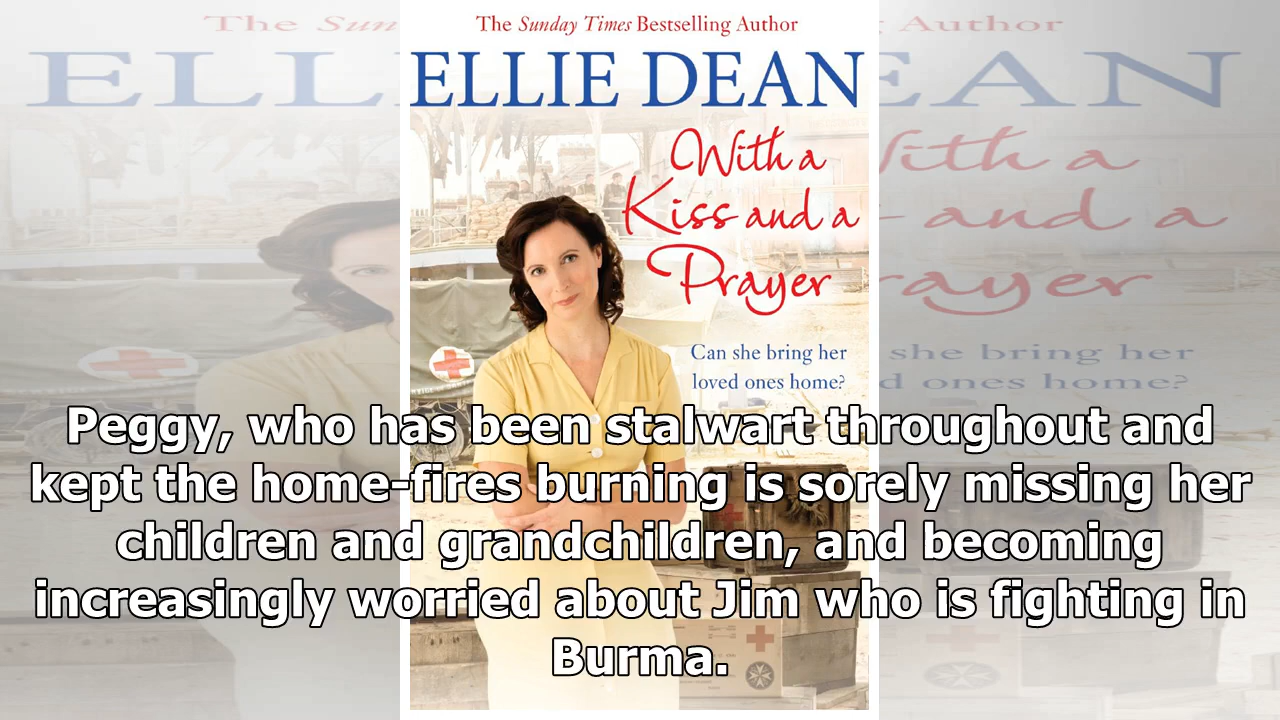 The Sunday Times Bestselling Author
ELLIE DEAN
With a
Kiss and a
Prayer
Can she bring her
loved ones home?
Peggy, who has been stalwart throughout and
kept the home-fires burning is sorely missing her
children and grandchildren, and becoming
increasingly worried about Jim who is fighting in
Burma.